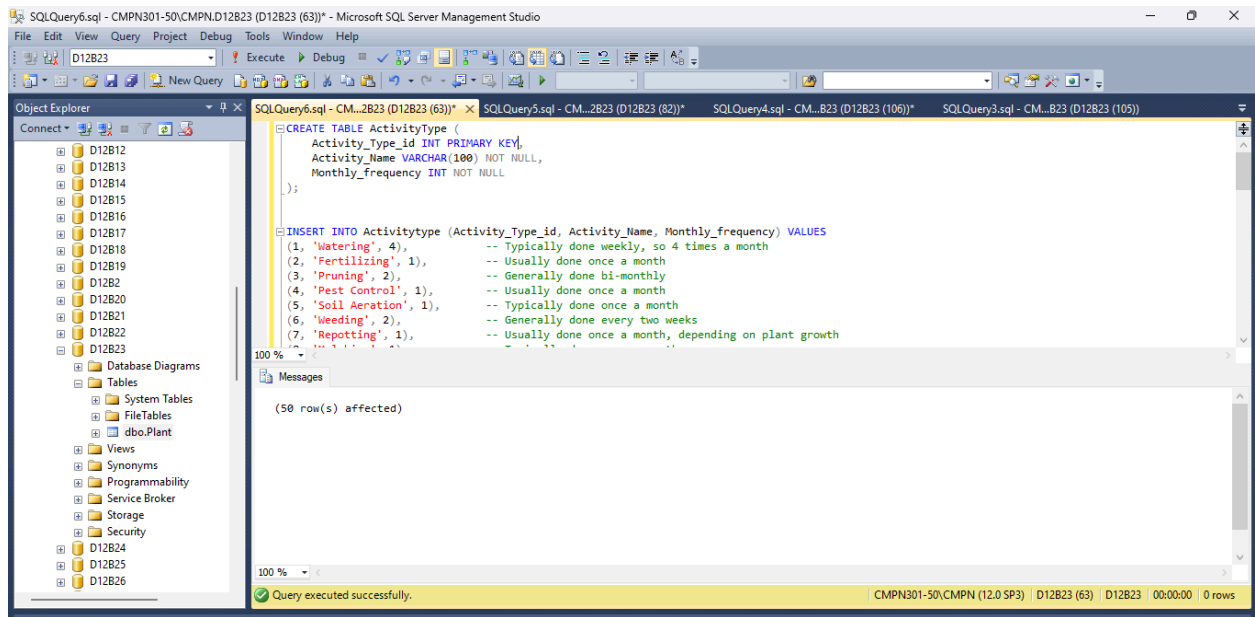 SQLQuery6.sql - CMPN301-50\CMPN.D12B23 (D12B23 (63))* - Microsoft SQL Server Management Studio
File Edit View Query Project Debug Tools Window Help
D12B23 Execute Debug
New Query
Object Explorer
Connect
D12B12
D12B13
D12B14
D12B15
D12B16
D12B17
D12B18
D12B19
D12B2
D12B20
D12B21
D12B22
D12B23
Database Diagrams
Tables
System Tables
FileTables
dbo.Plant
Views
Synonyms
Programmability
Service Broker
Storage
Security
D12B24
D12B25
D12B26
SQLQuery6.sql - CM...2B23 (D12B23 (63))* SQLQuery5.sql - CM...2B23 (D12B23 (82))* SQLQuery4.sql - CM...B23 (D12B23 (106))* SQLQuery3.sql - CM...B23 (D12B23 (105))
CREATE TABLE ActivityType (
Activity_Type_id INT PRIMARY KEY,
Activity_Name VARCHAR(100) NOT NULL,
Monthly_frequency INT NOT NULL
);
INSERT INTO Activitytype (Activity_Type_id, Activity_Name, Monthly_frequency) VALUES
(1, 'Watering', 4), -- Typically done weekly, so 4 times a month
(2, 'Fertilizing', 1), -- Usually done once a month
(3, 'Pruning', 2), -- Generally done bi-monthly
(4, 'Pest Control', 1), -- Usually done once a month
(5, 'Soil Aeration', 1), -- Typically done once a month
(6, 'Weeding', 2), -- Generally done every two weeks
(7, 'Repotting', 1), -- Usually done once a month, depending on plant growth
100 %
Messages
(50 row(s) affected)
100 %
Query executed successfully. CMPN301-50\CMPN (12.0 SP3) D12B23 (63) D12B23 00:00:00 0 rows